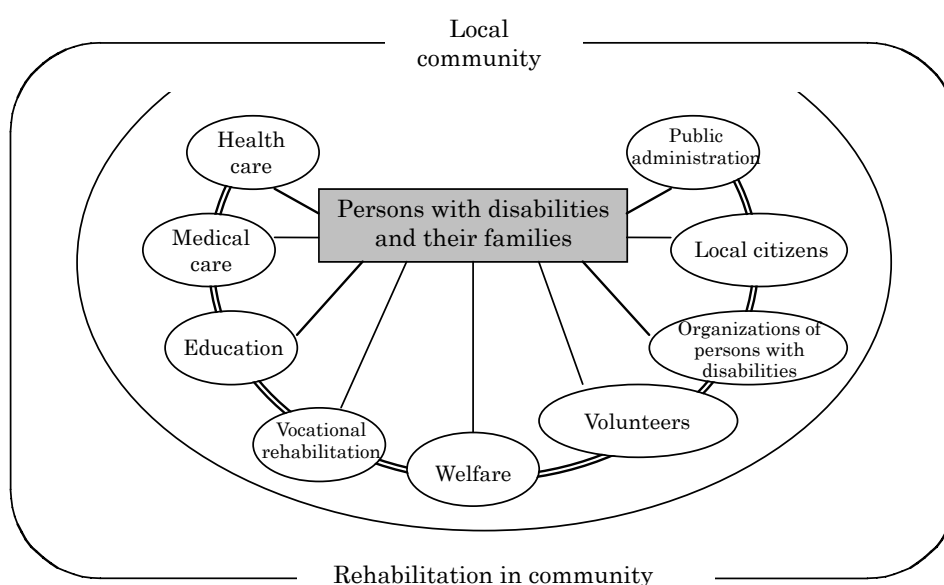 Local
community
Health
care
Public
administration
Persons with disabilities
and their families
Medical
care
Local citizens
Education
Organizations of
persons with
disabilities
Vocational
rehabilitation
Volunteers
Welfare
Rehabilitation in community